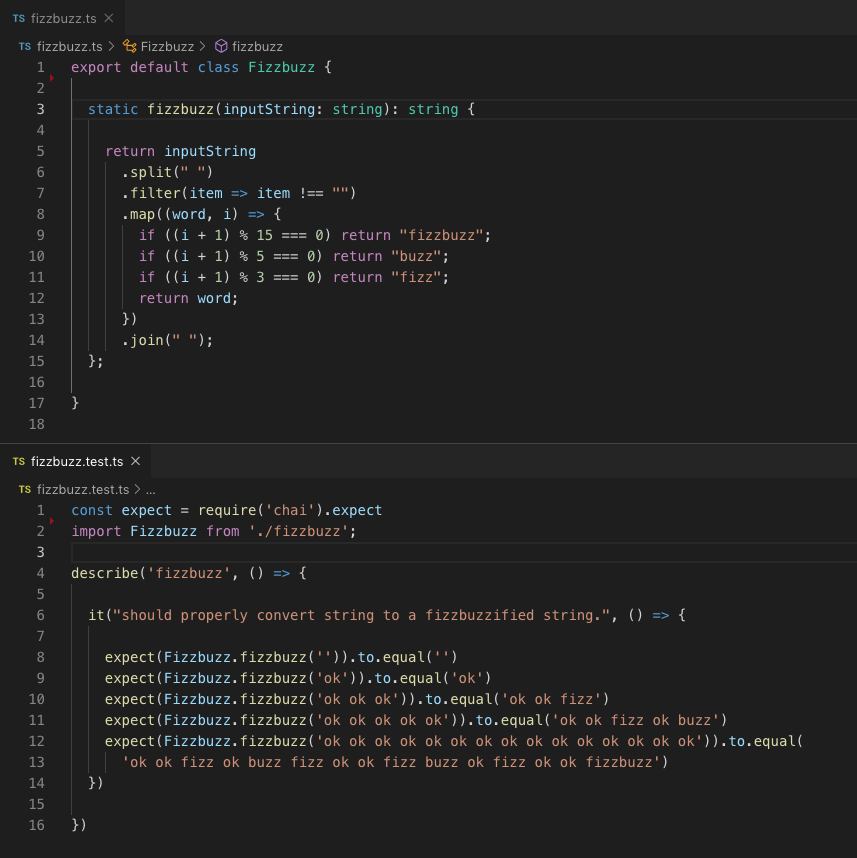 TS fizzbuzz.ts ×
TS fizzbuzz.ts > Fizzbuzz > fizzbuzz
1 export default class Fizzbuzz {
2
3 static fizzbuzz(inputString: string): string {
4
5 return inputString
6 .split(" ")
7 .filter(item => item !== "")
8 .map((word, i) => {
9 if ((i + 1) % 15 === 0) return "fizzbuzz";
10 if ((i + 1) % 5 === 0) return "buzz";
11 if ((i + 1) % 3 === 0) return "fizz";
12 return word;
13 })
14 .join(" ");
15 };
16
17 }
18
TS fizzbuzz.test.ts ×
TS fizzbuzz.test.ts > ...
1 const expect = require('chai').expect
2 import Fizzbuzz from './fizzbuzz';
3
4 describe('fizzbuzz', () => {
5
6 it("should properly convert string to a fizzbuzzified string.", () => {
7
8 expect(Fizzbuzz.fizzbuzz('')).to.equal('')
9 expect(Fizzbuzz.fizzbuzz('ok')).to.equal('ok')
10 expect(Fizzbuzz.fizzbuzz('ok ok ok')).to.equal('ok ok fizz')
11 expect(Fizzbuzz.fizzbuzz('ok ok ok ok ok')).to.equal('ok ok fizz ok buzz')
12 expect(Fizzbuzz.fizzbuzz('ok ok ok ok ok ok ok ok ok ok ok ok ok ok ok')).to.equal(
13 'ok ok fizz ok buzz fizz ok ok fizz buzz ok fizz ok ok fizzbuzz')
14 })
15
16 })